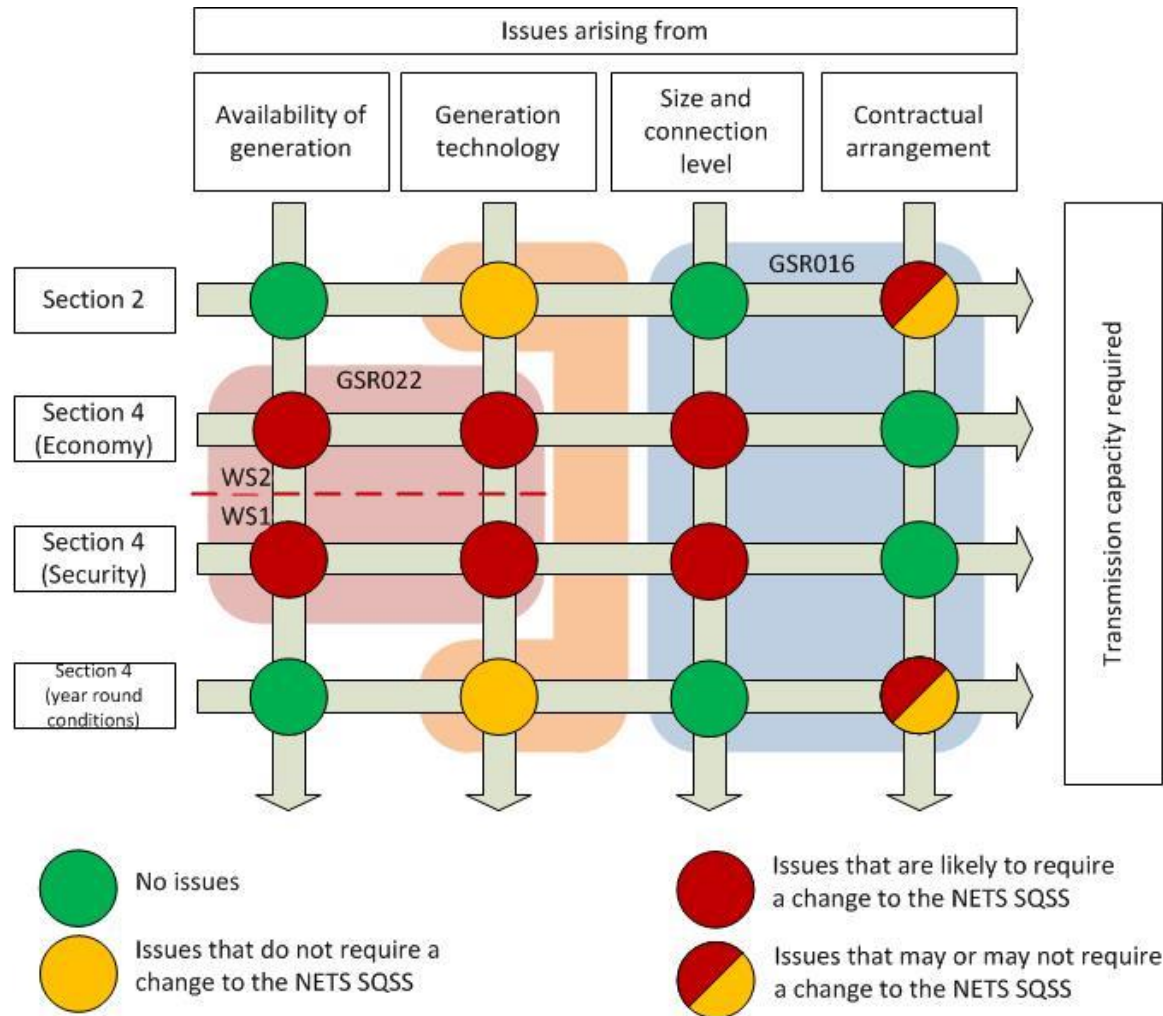 Issues arising from
Availability of
generation
Generation
technology
Size and
connection
level
Contractual
arrangement
Section 2
GSR016
GSR022
Section 4
(Economy)
WS2
WS1
Section 4
(Security)
Section 4
(year round
conditions)
Transmission capacity required
No issues
Issues that do not require a
change to the NETS SQSS
Issues that are likely to require
a change to the NETS SQSS
Issues that may or may not require
a change to the NETS SQSS